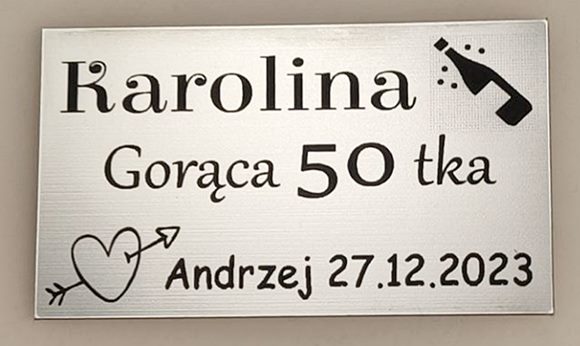 Karolina
Gorąca 50 tka
Andrzej 27.12.2023